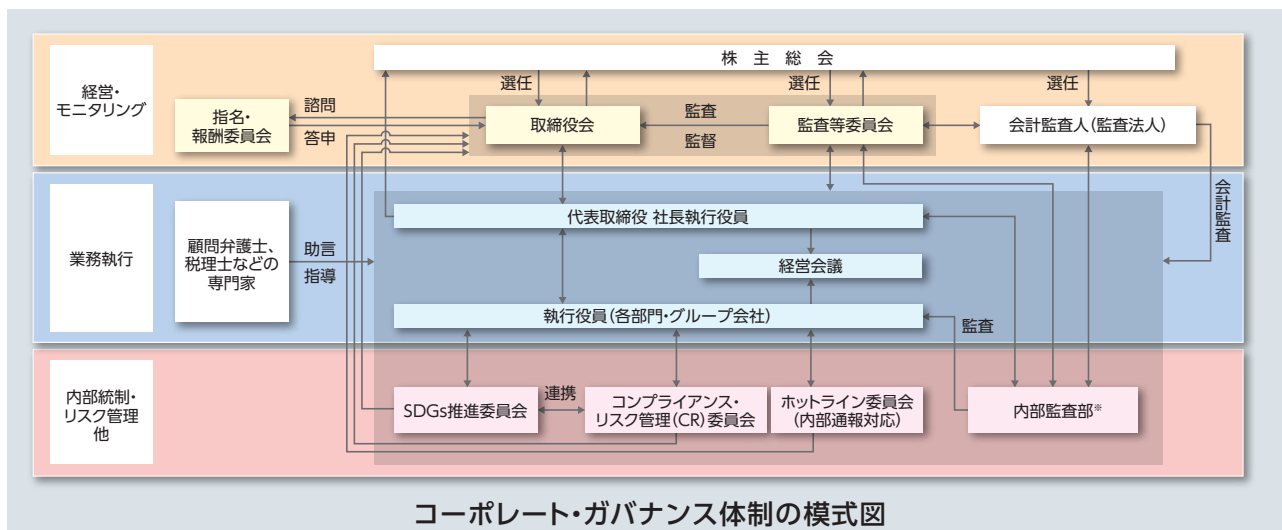 株主総会
経営・
モニタリング
選任
選任
選任
指名・
報酬委員会
諮問
答申
取締役会
監査
監督
監査等委員会
会計監査人(監査法人)
会計監査
業務執行
顧問弁護士、
税理士などの
専門家
助言
指導
代表取締役 社長執行役員
経営会議
執行役員(各部門・グループ会社)
監査
内部統制・
リスク管理
他
SDGs推進委員会
連携
コンプライアンス・
リスク管理(CR)委員会
ホットライン委員会
(内部通報対応)
内部監査部※
コーポレート・ガバナンス体制の模式図